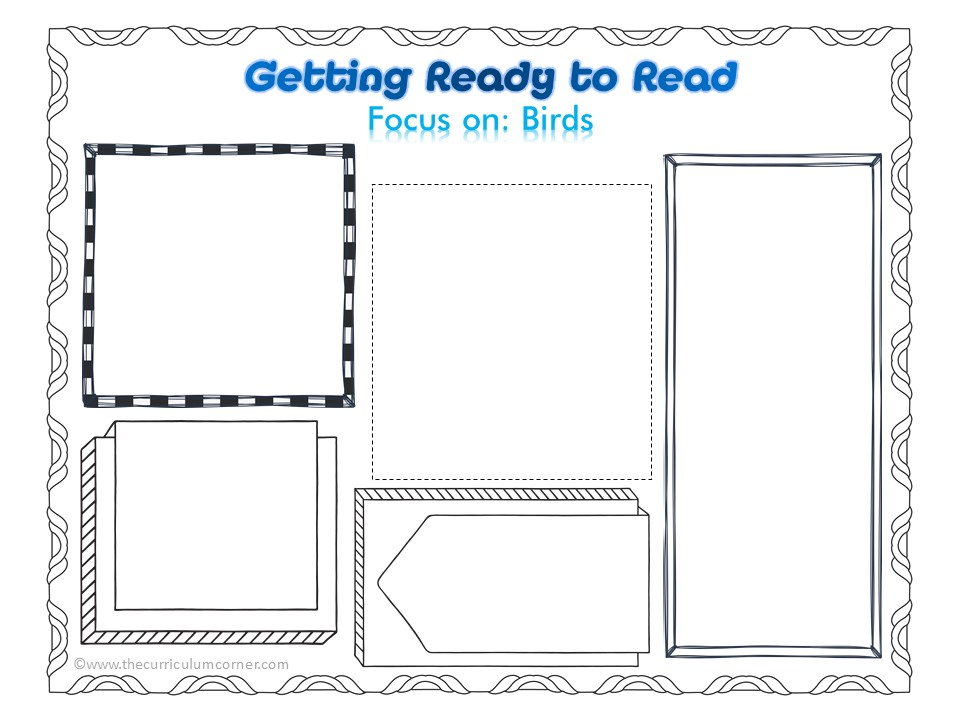 Getting Ready to Read
Focus on: Birds
©www.thecurriculumcorner.com